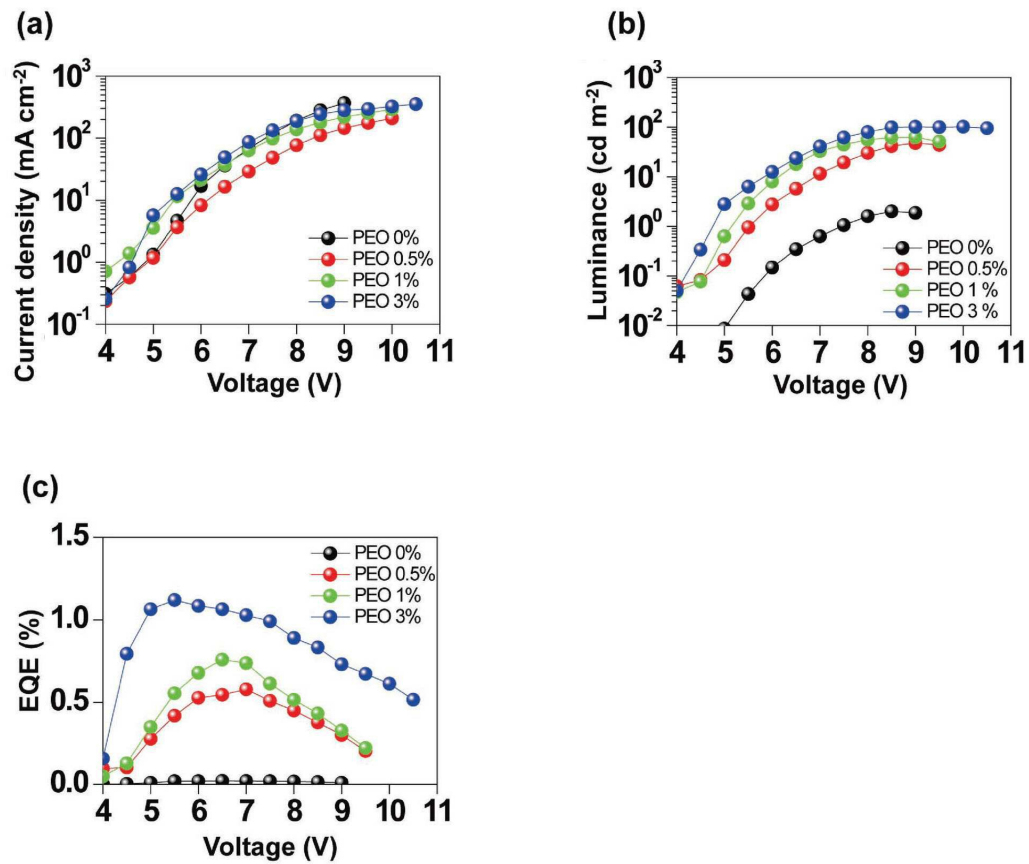 (a)
Current density (mA cm⁻²)
10³
10²
10¹
10⁰
10⁻¹
PEO 0%
PEO 0.5%
PEO 1%
PEO 3%
4 5 6 7 8 9 10 11
Voltage (V)
(b)
Luminance (cd m⁻²)
10³
10²
10¹
10⁰
10⁻¹
10⁻²
PEO 0%
PEO 0.5%
PEO 1 %
PEO 3 %
4 5 6 7 8 9 10 11
Voltage (V)
(c)
EQE (%)
1.5
1.0
0.5
0.0
PEO 0%
PEO 0.5%
PEO 1%
PEO 3%
4 5 6 7 8 9 10 11
Voltage (V)